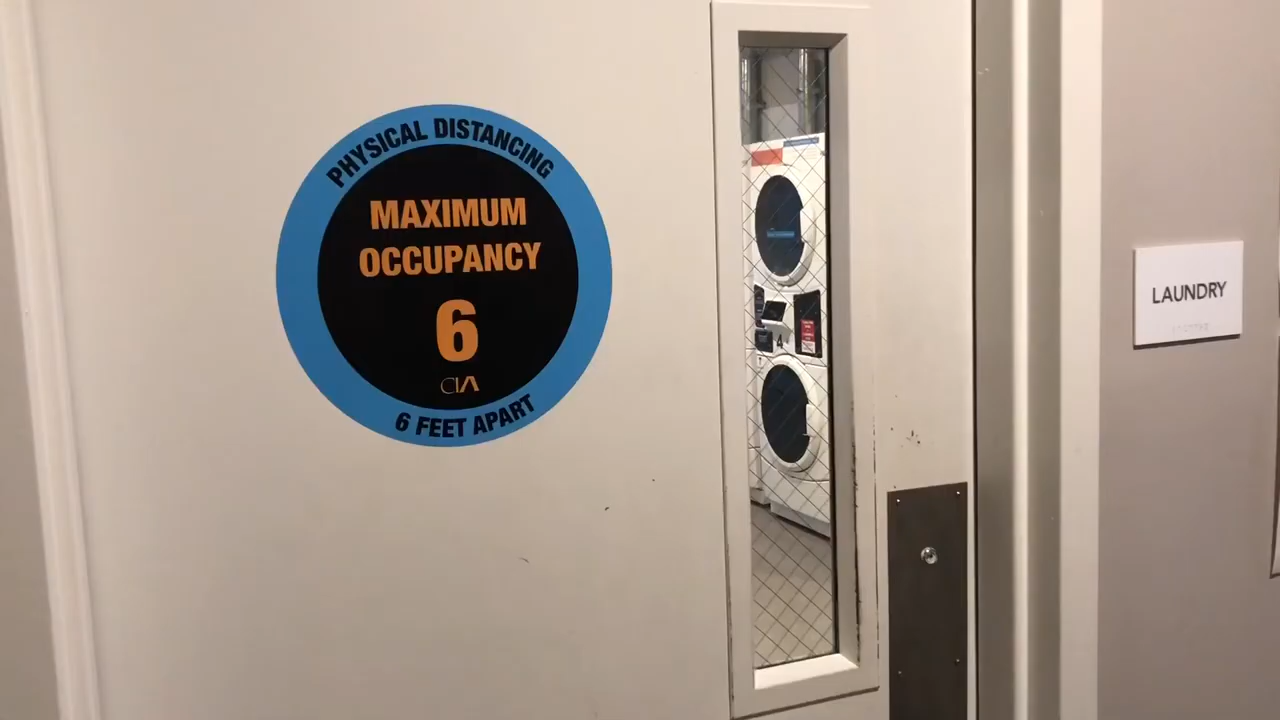 PHYSICAL DISTANCING
MAXIMUM
OCCUPANCY
6
CIA
6 FEET APART
4
LAUNDRY